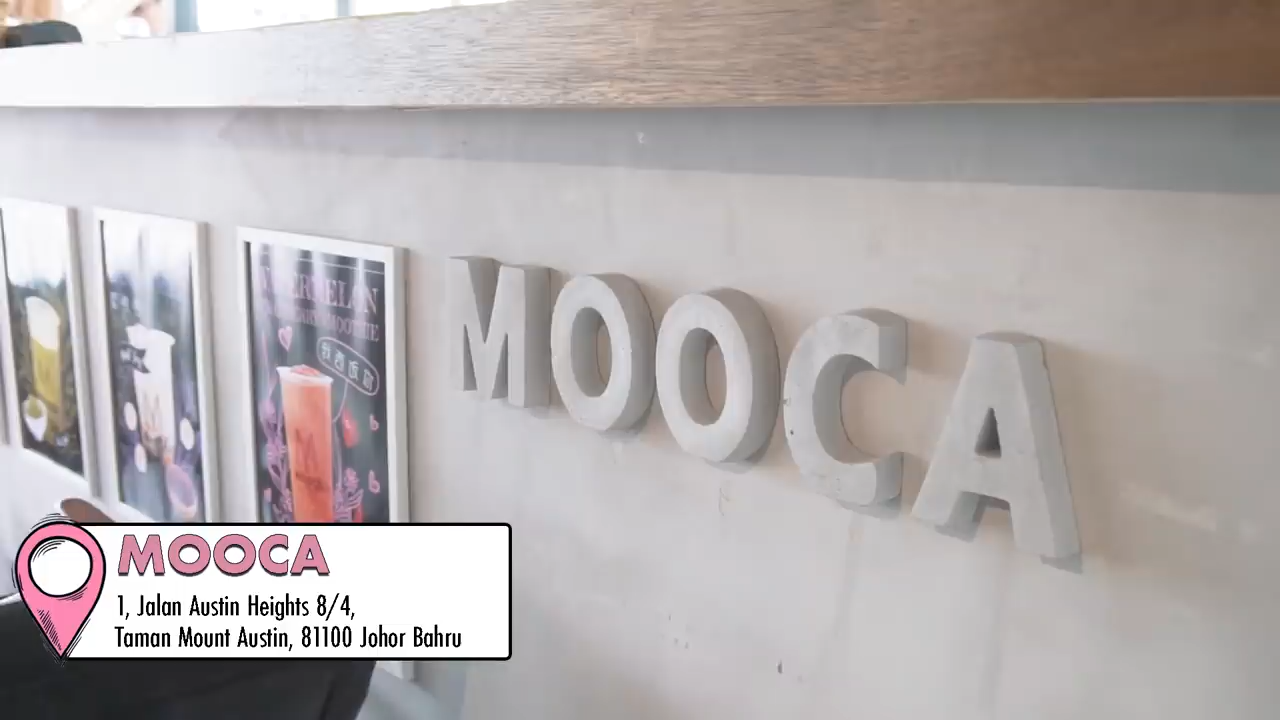 MOOCA
MOOCA
1, Jalan Austin Heights 8/4,
Taman Mount Austin, 81100 Johor Bahru